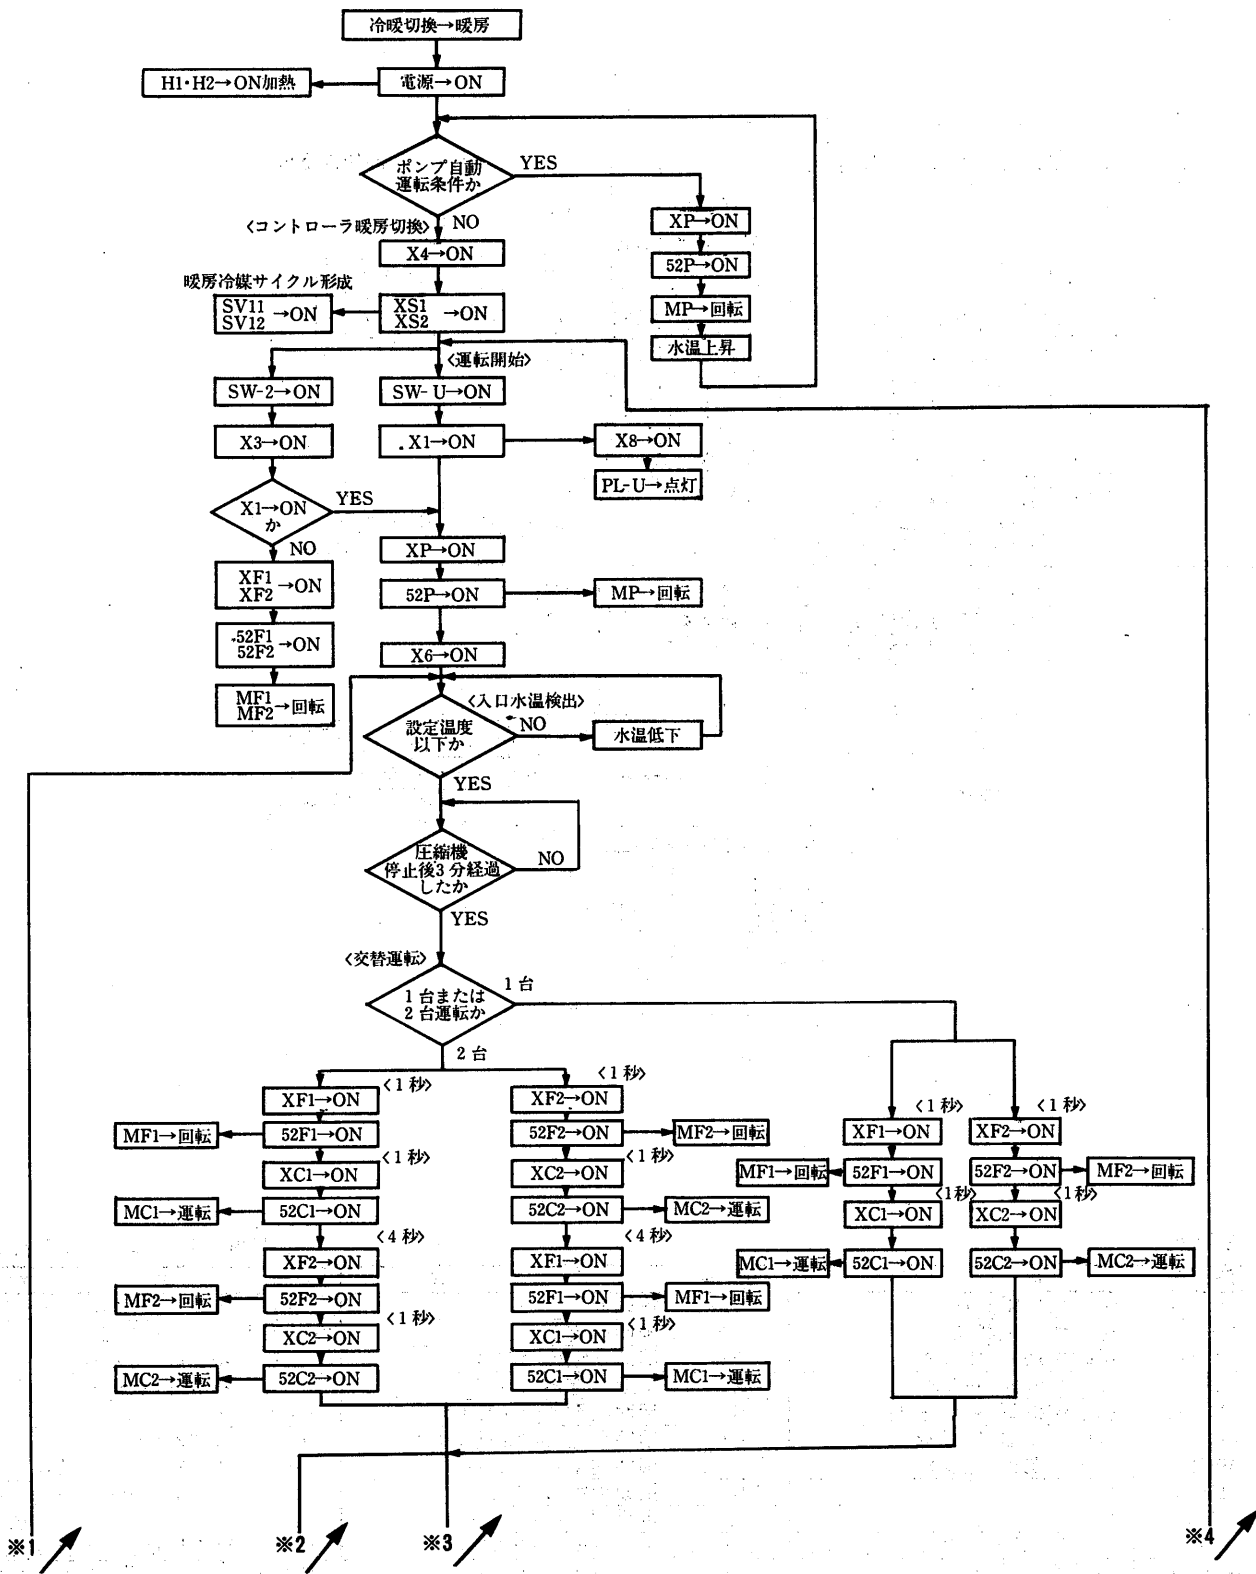 冷暖切換→暖房
H1・H2→ON加熱
電源→ON
ポンプ自動
運転条件か
YES
NO
〈コントローラ暖房切換〉
X4→ON
XP→ON
52P→ON
MP→回転
水温上昇
暖房冷媒サイクル形成
SV11
SV12
→ON
XS1
XS2
→ON
〈運転開始〉
SW-2→ON
SW-U→ON
X3→ON
X1→ON
X8→ON
PL-U→点灯
X1→ON
か
YES
NO
XP→ON
XF1
XF2
→ON
52P→ON
MP→回転
52F1
52F2
→ON
X6→ON
MF1
MF2
→回転
〈入口水温検出〉
設定温度
以下か
NO
水温低下
YES
圧縮機
停止後3分経過
したか
NO
YES
〈交替運転〉
1台または
2台運転か
1台
2台
〈1秒〉
XF1→ON
52F1→ON
MF1→回転
〈1秒〉
XC1→ON
52C1→ON
MC1→運転
〈4秒〉
XF2→ON
52F2→ON
MF2→回転
〈1秒〉
XC2→ON
52C2→ON
MC2→運転
〈1秒〉
XF2→ON
52F2→ON
MF2→回転
〈1秒〉
XC2→ON
52C2→ON
MC2→運転
〈4秒〉
XF1→ON
52F1→ON
MF1→回転
〈1秒〉
XC1→ON
52C1→ON
MC1→運転
〈1秒〉
XF1→ON
52F1→ON
MF1→回転
〈1秒〉
XC1→ON
52C1→ON
MC1→運転
〈1秒〉
XF2→ON
52F2→ON
MF2→回転
〈1秒〉
XC2→ON
52C2→ON
MC2→運転
※1
※2
※3
※4